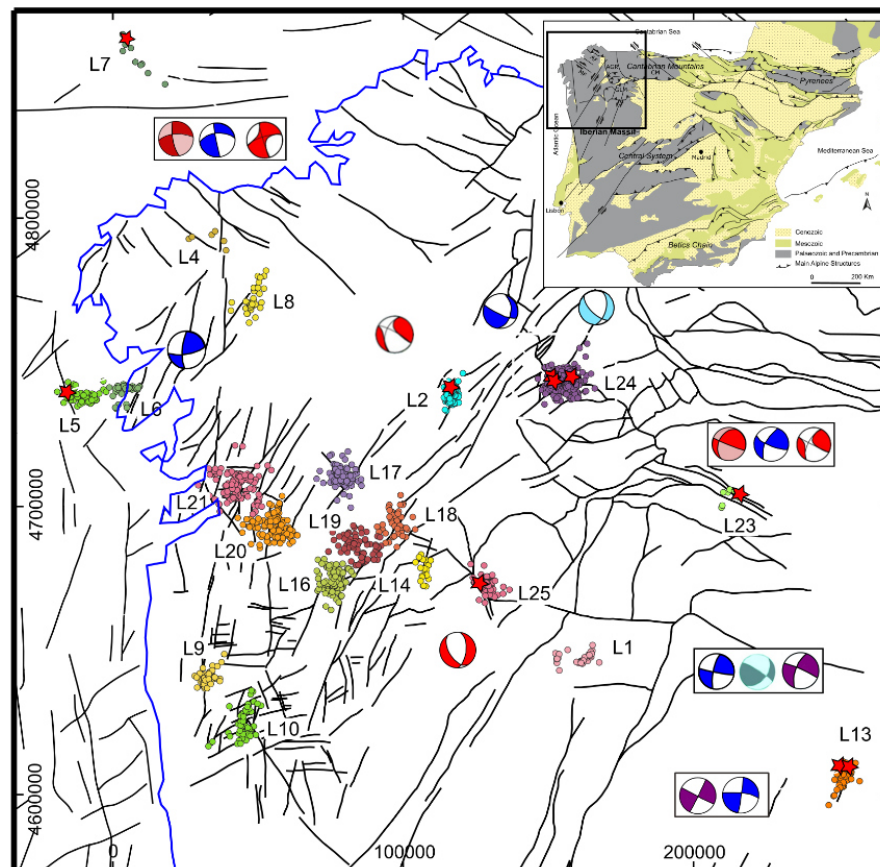 L7
Cantabrian Sea
Cantabrian Mountains
Pyrenees
Atlantic Ocean
Iberian Massif
Central System
Madrid
Mediterranean Sea
Lisbon
N
Betics Chain
Cenozoic
Mesozoic
Palaeozoic and Precambrian
Main Alpine Structures
0 200 Km
4800000
L4
L8
L2
L24
L5
L6
L17
L21
L23
4700000
L19
L18
L20
L16
L14
L25
L1
L9
L10
L13
4600000
0
100000
200000